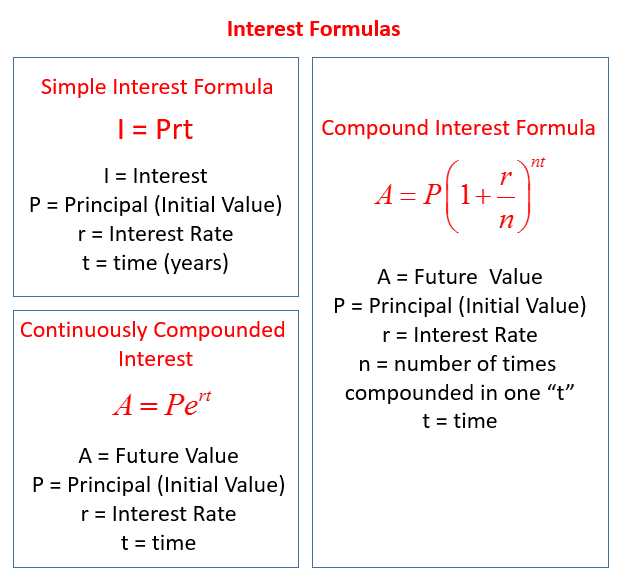 Interest Formulas
Simple Interest Formula
I = Prt
I = Interest
P = Principal (Initial Value)
r = Interest Rate
t = time (years)
Continuously Compounded
Interest
A = Pe^{rt}
A = Future Value
P = Principal (Initial Value)
r = Interest Rate
t = time
Compound Interest Formula
A = P(1 + r/n)^{nt}
A = Future  Value
P = Principal (Initial Value)
r = Interest Rate
n = number of times
compounded in one “t”
t = time